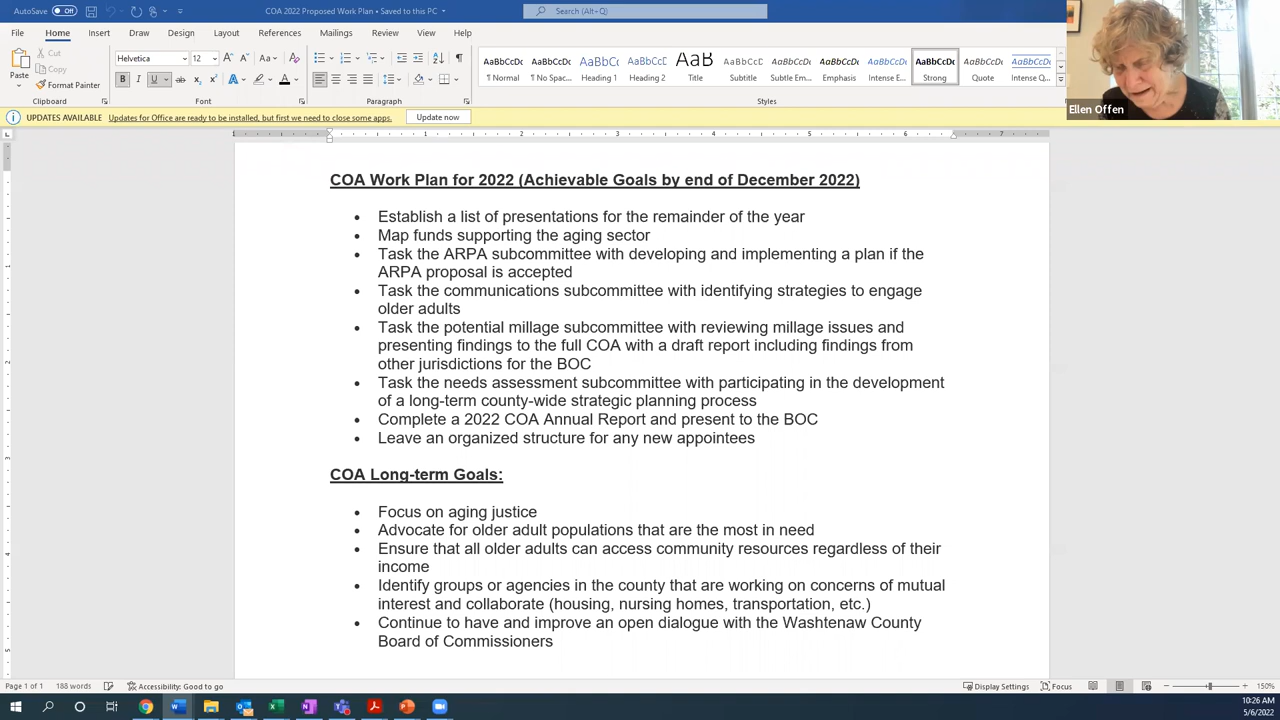 AutoSave Off COA 2022 Proposed Work Plan • Saved to this PC Search (Alt+Q)
File Home Insert Draw Design Layout References Mailings Review View Help
Cut
Copy
Format Painter
Paste
Helvetica 12
AaBbCcDc AaBbCcDc AaBbC( AaBbCcD AaB AaBbCcD AaBbCcDc AaBbCcDc AaBbCcDc AaBbCcDc AaBbCcDc AaBbCcDc
¶ Normal ¶ No Spac... Heading 1 Heading 2 Title Subtitle Subtle Em... Emphasis Intense E... Strong Quote Intense Q...
Clipboard Font Paragraph Styles
Ellen Offen
UPDATES AVAILABLE Updates for Office are ready to be installed, but first we need to close some apps. Update now
1 1 2 3 4 5 6 7
COA Work Plan for 2022 (Achievable Goals by end of December 2022)
• Establish a list of presentations for the remainder of the year
• Map funds supporting the aging sector
• Task the ARPA subcommittee with developing and implementing a plan if the
ARPA proposal is accepted
• Task the communications subcommittee with identifying strategies to engage
older adults
• Task the potential millage subcommittee with reviewing millage issues and
presenting findings to the full COA with a draft report including findings from
other jurisdictions for the BOC
• Task the needs assessment subcommittee with participating in the development
of a long-term county-wide strategic planning process
• Complete a 2022 COA Annual Report and present to the BOC
• Leave an organized structure for any new appointees
COA Long-term Goals:
• Focus on aging justice
• Advocate for older adult populations that are the most in need
• Ensure that all older adults can access community resources regardless of their
income
• Identify groups or agencies in the county that are working on concerns of mutual
interest and collaborate (housing, nursing homes, transportation, etc.)
• Continue to have and improve an open dialogue with the Washtenaw County
Board of Commissioners
Page 1 of 1 188 words Accessibility: Good to go Display Settings Focus 150%
10:26 AM
5/6/2022